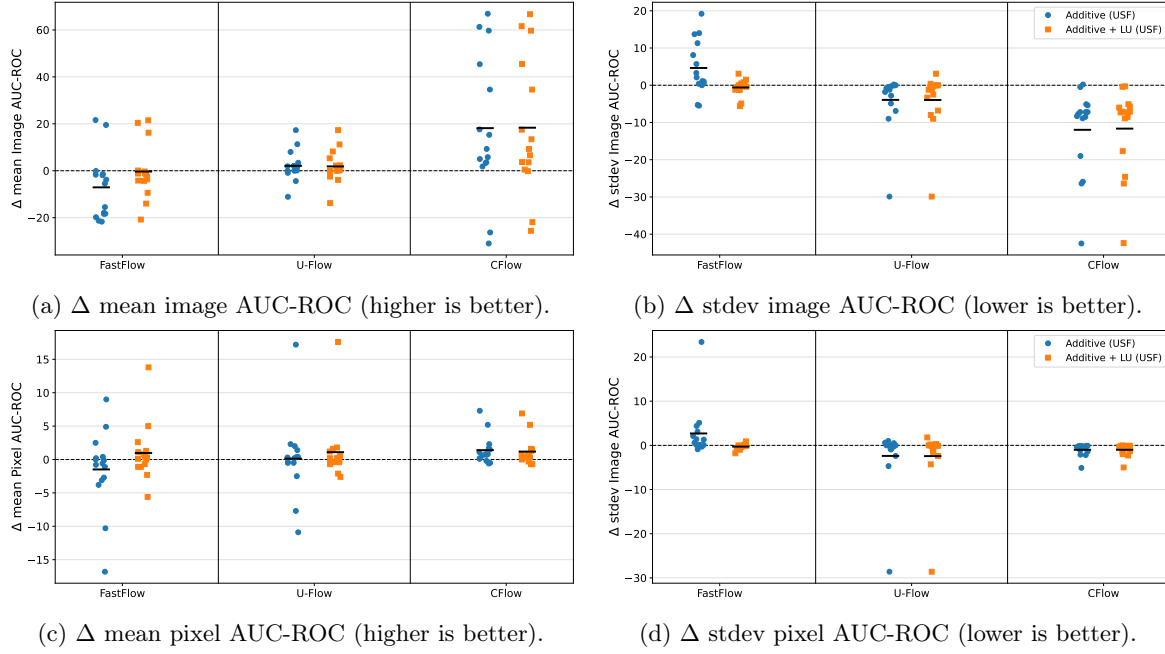 Δ mean Image AUC-ROC
60
40
20
0
−20
FastFlow
U-Flow
CFlow
(a) Δ mean image AUC-ROC (higher is better).
Δ stdev Image AUC-ROC
20
10
0
−10
−20
−30
−40
Additive (USF)
Additive + LU (USF)
FastFlow
U-Flow
CFlow
(b) Δ stdev image AUC-ROC (lower is better).
Δ mean Pixel AUC-ROC
15
10
5
0
−5
−10
−15
FastFlow
U-Flow
CFlow
(c) Δ mean pixel AUC-ROC (higher is better).
Δ stdev Image AUC-ROC
20
10
0
−10
−20
−30
Additive (USF)
Additive + LU (USF)
FastFlow
U-Flow
CFlow
(d) Δ stdev pixel AUC-ROC (lower is better).